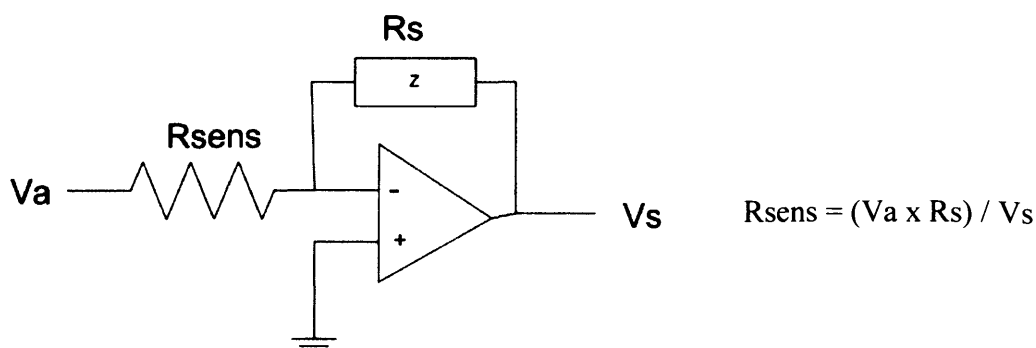 Rs
z
Rsens
Va
-
+
Vs
Rsens = (Va x Rs) / Vs